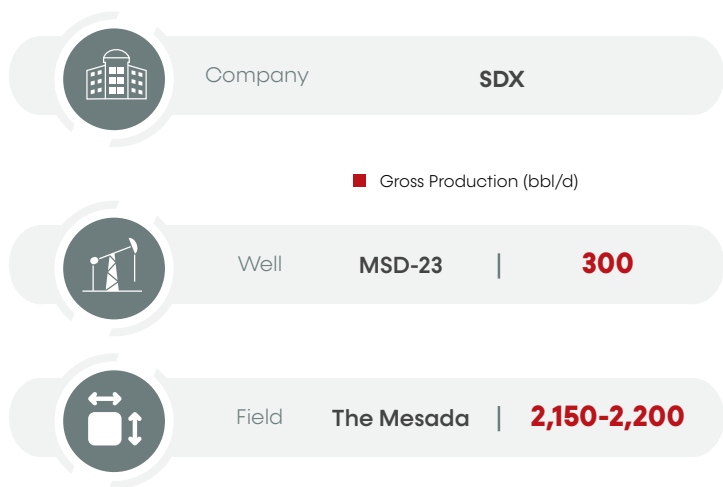 Company SDX
Gross Production (bbl/d)
Well MSD-23 | 300
Field The Mesada | 2,150-2,200